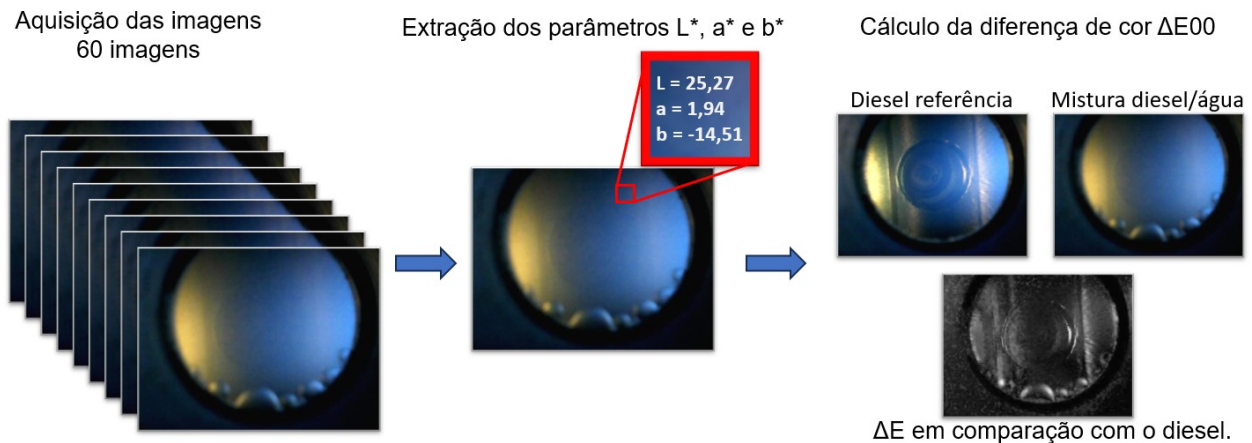 Aquisição das imagens
60 imagens
Extração dos parâmetros L*, a* e b*
L = 25,27
a = 1,94
b = -14,51
Cálculo da diferença de cor ΔE00
Diesel referência
Mistura diesel/água
ΔE em comparação com o diesel.